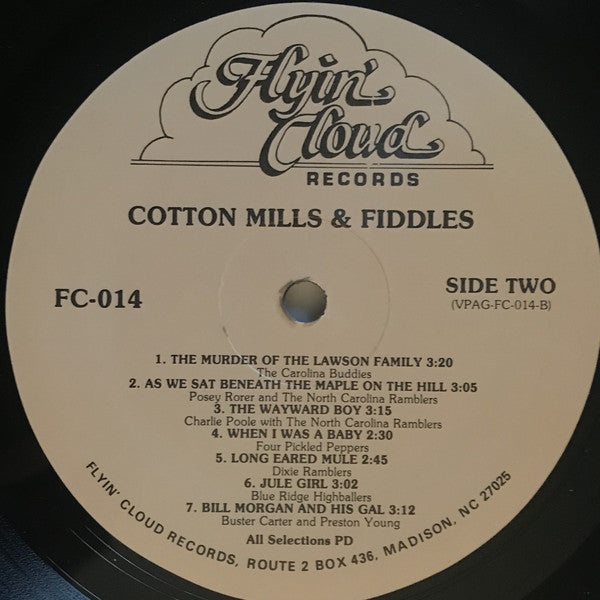 Flyin' Cloud
RECORDS
COTTON MILLS & FIDDLES
FC-014
SIDE TWO
(VPAG-FC-014-B)
1. THE MURDER OF THE LAWSON FAMILY 3:20
The Carolina Buddies
2. AS WE SAT BENEATH THE MAPLE ON THE HILL 3:05
Posey Rorer and The North Carolina Ramblers
3. THE WAYWARD BOY 3:15
Charlie Poole with The North Carolina Ramblers
4. WHEN I WAS A BABY 2:30
Four Pickled Peppers
5. LONG EARED MULE 2:45
Dixie Ramblers
6. JULE GIRL 3:02
Blue Ridge Highballers
7. BILL MORGAN AND HIS GAL 3:12
Buster Carter and Preston Young
All Selections PD
FLYIN' CLOUD RECORDS, ROUTE 2 BOX 436, MADISON, NC 27025